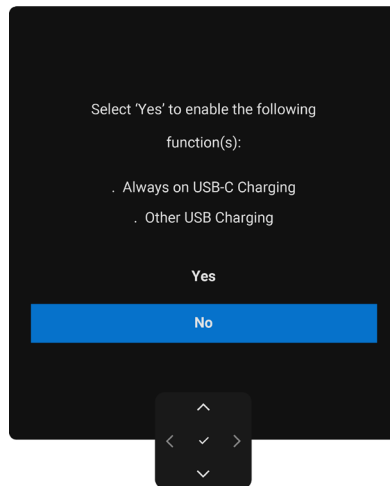 Select ‘Yes’ to enable the following
function(s):
. Always on USB-C Charging
. Other USB Charging
Yes
No